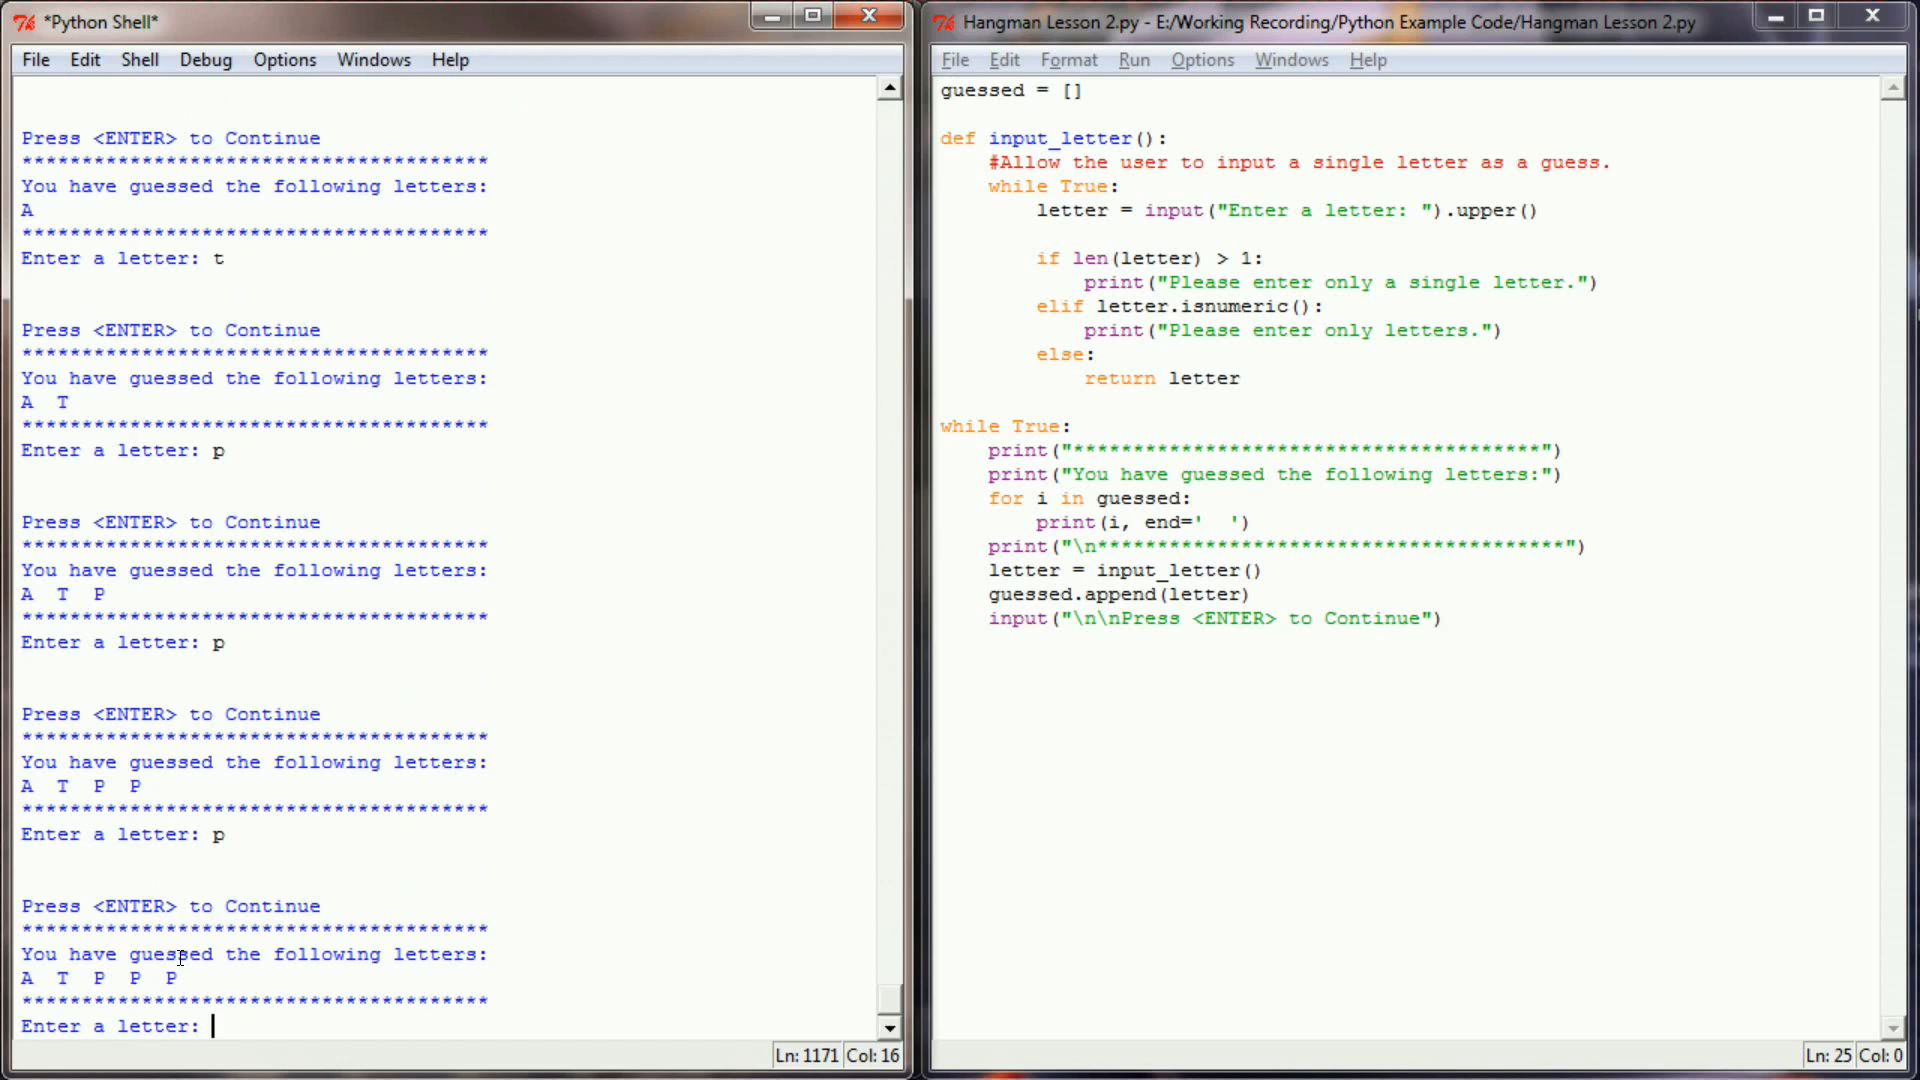 *Python Shell*
File Edit Shell Debug Options Windows Help
Press <ENTER> to Continue
***************************************
You have guessed the following letters:
A
***************************************
Enter a letter: t
Press <ENTER> to Continue
***************************************
You have guessed the following letters:
A T
***************************************
Enter a letter: p
Press <ENTER> to Continue
***************************************
You have guessed the following letters:
A T P
***************************************
Enter a letter: p
Press <ENTER> to Continue
***************************************
You have guessed the following letters:
A T P P
***************************************
Enter a letter: p
Press <ENTER> to Continue
***************************************
You have guessed the following letters:
A T P P P
***************************************
Enter a letter:
Ln: 1171 Col: 16
Hangman Lesson 2.py - E:/Working Recording/Python Example Code/Hangman Lesson 2.py
File Edit Format Run Options Windows Help
guessed = []
def input_letter():
    #Allow the user to input a single letter as a guess.
    while True:
        letter = input("Enter a letter: ").upper()
        if len(letter) > 1:
            print("Please enter only a single letter.")
        elif letter.isnumeric():
            print("Please enter only letters.")
        else:
            return letter
while True:
    print("***************************************")
    print("You have guessed the following letters:")
    for i in guessed:
        print(i, end='  ')
    print("\n***************************************")
    letter = input_letter()
    guessed.append(letter)
    input("\n\nPress <ENTER> to Continue")
Ln: 25 Col: 0